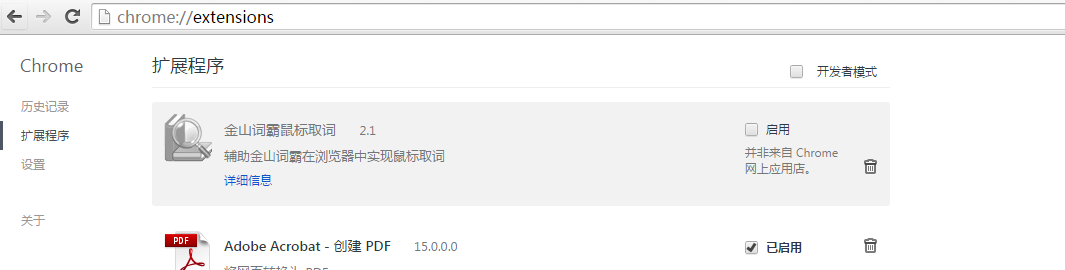 chrome://extensions
Chrome
扩展程序
开发者模式
历史记录
扩展程序
设置
关于
金山词霸鼠标取词 2.1
启用
辅助金山词霸在浏览器中实现鼠标取词
并非来自 Chrome
网上应用店。
详细信息
PDF
Adobe Acrobat - 创建 PDF 15.0.0.0
已启用